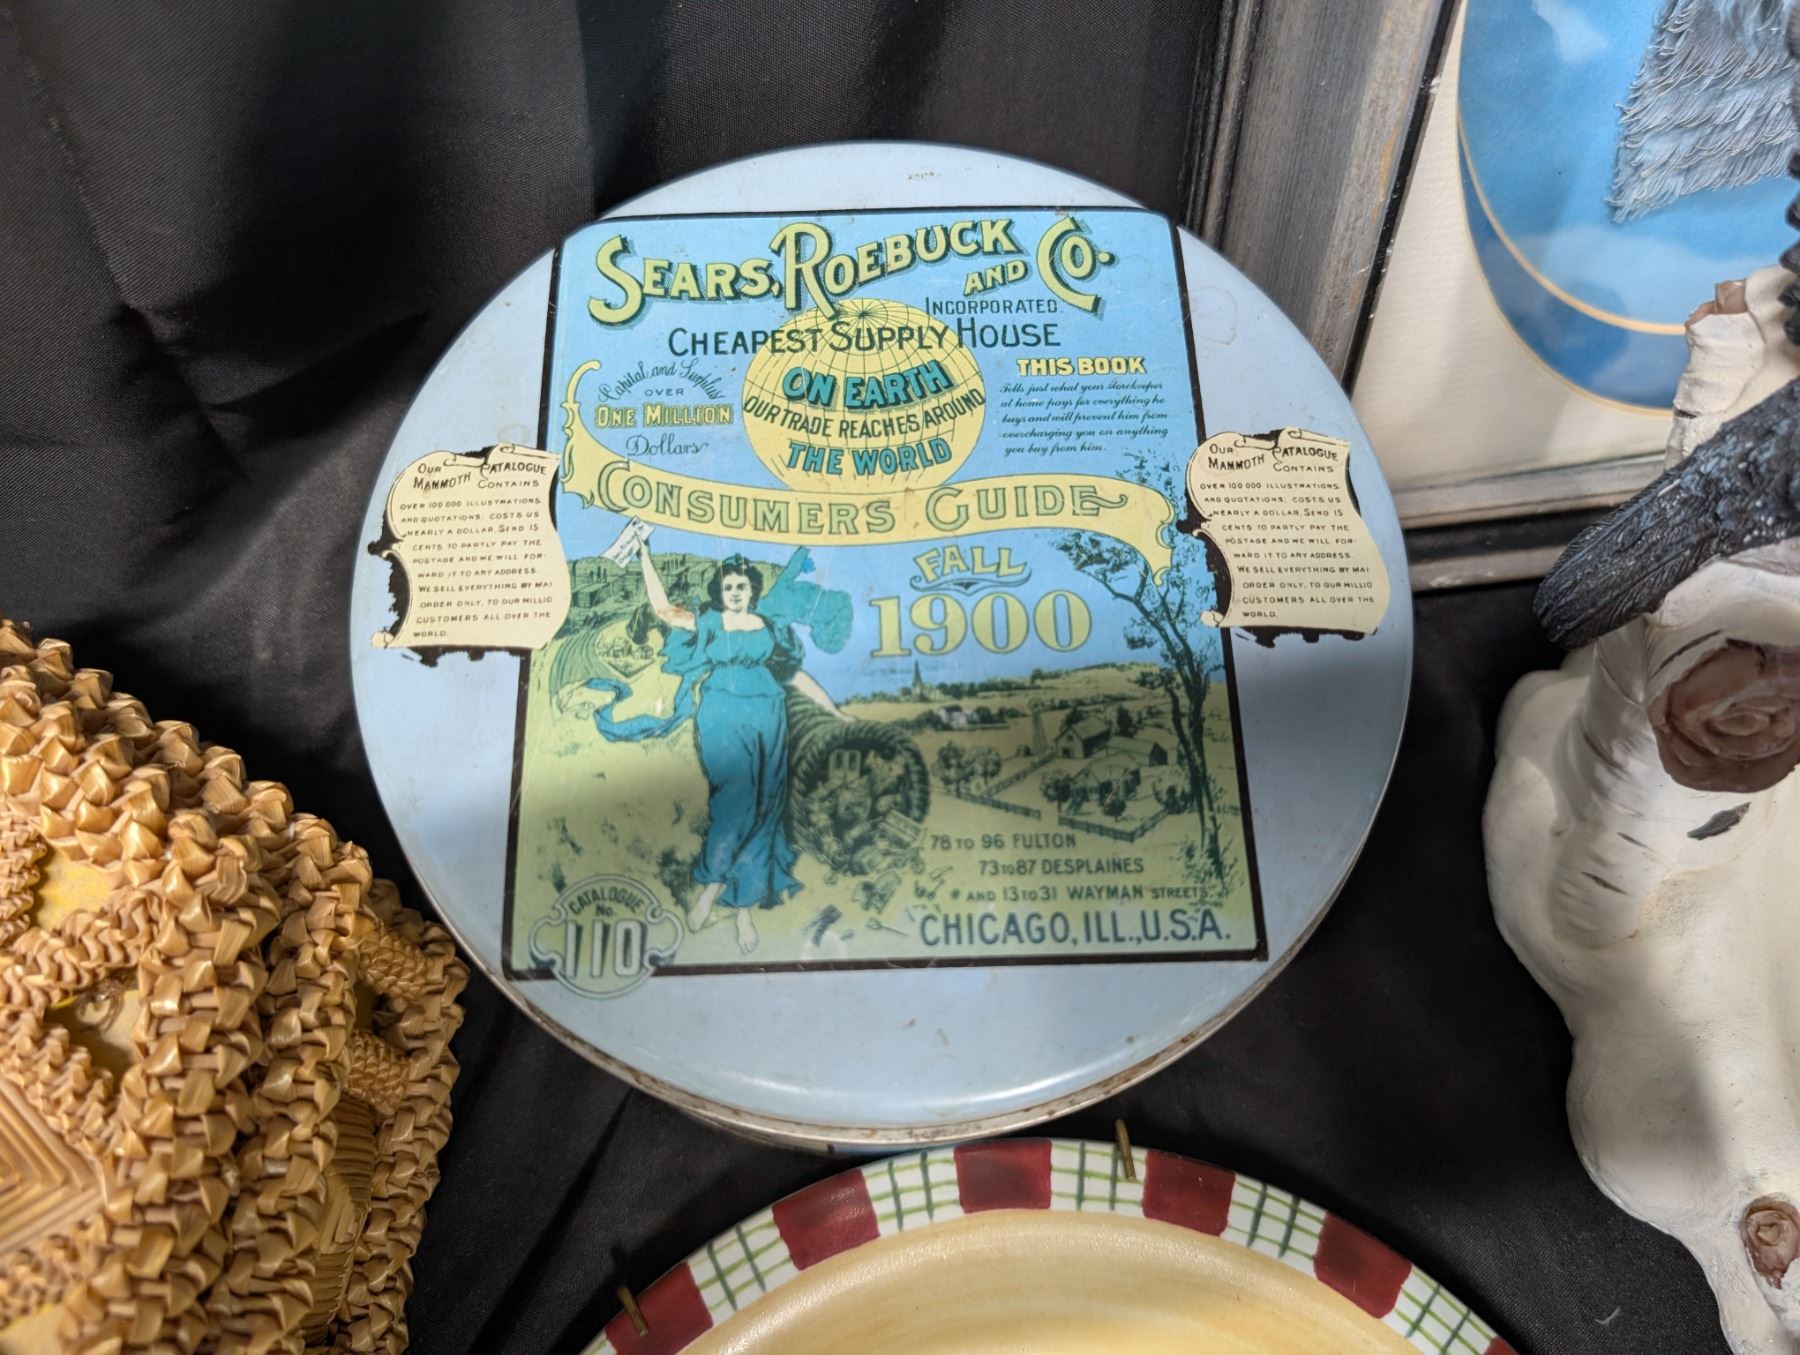 SEARS, ROEBUCK AND CO.
INCORPORATED.
CHEAPEST SUPPLY HOUSE
ON EARTH
OUR TRADE REACHES AROUND
THE WORLD
Capital and Surplus
OVER
ONE MILLION
Dollars
THIS BOOK
Tells just what your storekeeper
at home pays for everything he
buys and will prevent him from
overcharging you on anything
you buy from him.
CONSUMERS GUIDE
FALL
1900
OUR
MAMMOTH CATALOGUE
CONTAINS
OVER 100 000 ILLUSTRATIONS
AND QUOTATIONS; COSTS US
NEARLY A DOLLAR. SEND 15
CENTS TO PARTLY PAY THE
POSTAGE AND WE WILL FOR-
WARD IT TO ANY ADDRESS.
WE SELL EVERYTHING BY MAI
ORDER ONLY, TO OUR MILLIO
CUSTOMERS ALL OVER THE
WORLD.
OUR
MAMMOTH CATALOGUE
CONTAINS
OVER 100 000 ILLUSTRATIONS
AND QUOTATIONS; COSTS US
NEARLY A DOLLAR. SEND 15
CENTS TO PARTLY PAY THE
POSTAGE AND WE WILL FOR-
WARD IT TO ANY ADDRESS.
WE SELL EVERYTHING BY MAI
ORDER ONLY, TO OUR MILLIO
CUSTOMERS ALL OVER THE
WORLD.
78 TO 96 FULTON
73 TO 87 DESPLAINES
AND 13 TO 31 WAYMAN STREETS.
CHICAGO, ILL., U.S.A.
CATALOGUE
No.
110